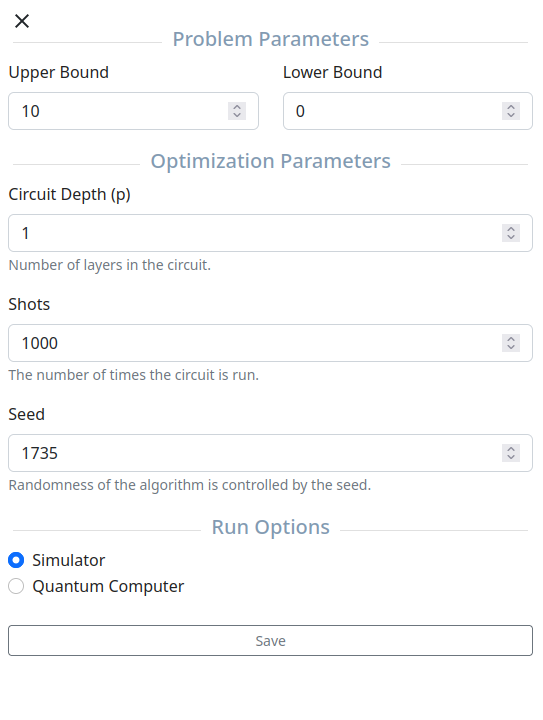 Problem Parameters
Upper Bound Lower Bound
10 0
Optimization Parameters
Circuit Depth (p)
1
Number of layers in the circuit.
Shots
1000
The number of times the circuit is run.
Seed
1735
Randomness of the algorithm is controlled by the seed.
Run Options
Simulator
Quantum Computer
Save